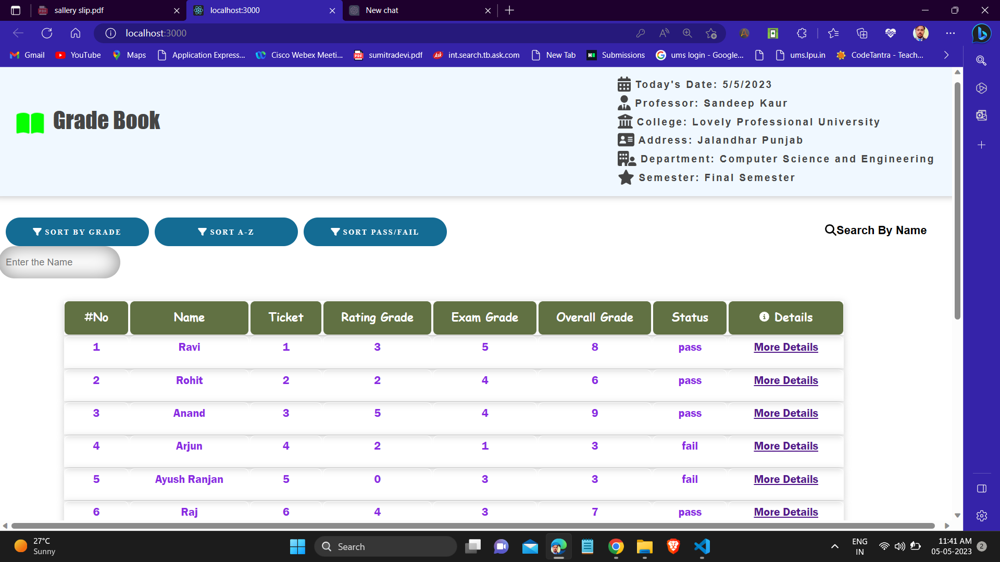 sallery slip.pdf
localhost:3000
New chat
localhost:3000
Gmail YouTube Maps Application Express... Cisco Webex Meeti... sumitradevi.pdf int.search.tb.ask.com New Tab Submissions ums login - Google... ums.lpu.in CodeTantra - Teach...
Today's Date: 5/5/2023
Professor: Sandeep Kaur
Grade Book
College: Lovely Professional University
Address: Jalandhar Punjab
Department: Computer Science and Engineering
Semester: Final Semester
SORT BY GRADE SORT A-Z SORT PASS/FAIL Search By Name
Enter the Name
#No Name Ticket Rating Grade Exam Grade Overall Grade Status Details
1 Ravi 1 3 5 8 pass More Details
2 Rohit 2 2 4 6 pass More Details
3 Anand 3 5 4 9 pass More Details
4 Arjun 4 2 1 3 fail More Details
5 Ayush Ranjan 5 0 3 3 fail More Details
6 Raj 6 4 3 7 pass More Details
27°C
Sunny
Search
ENG
IN
11:41 AM
05-05-2023
2